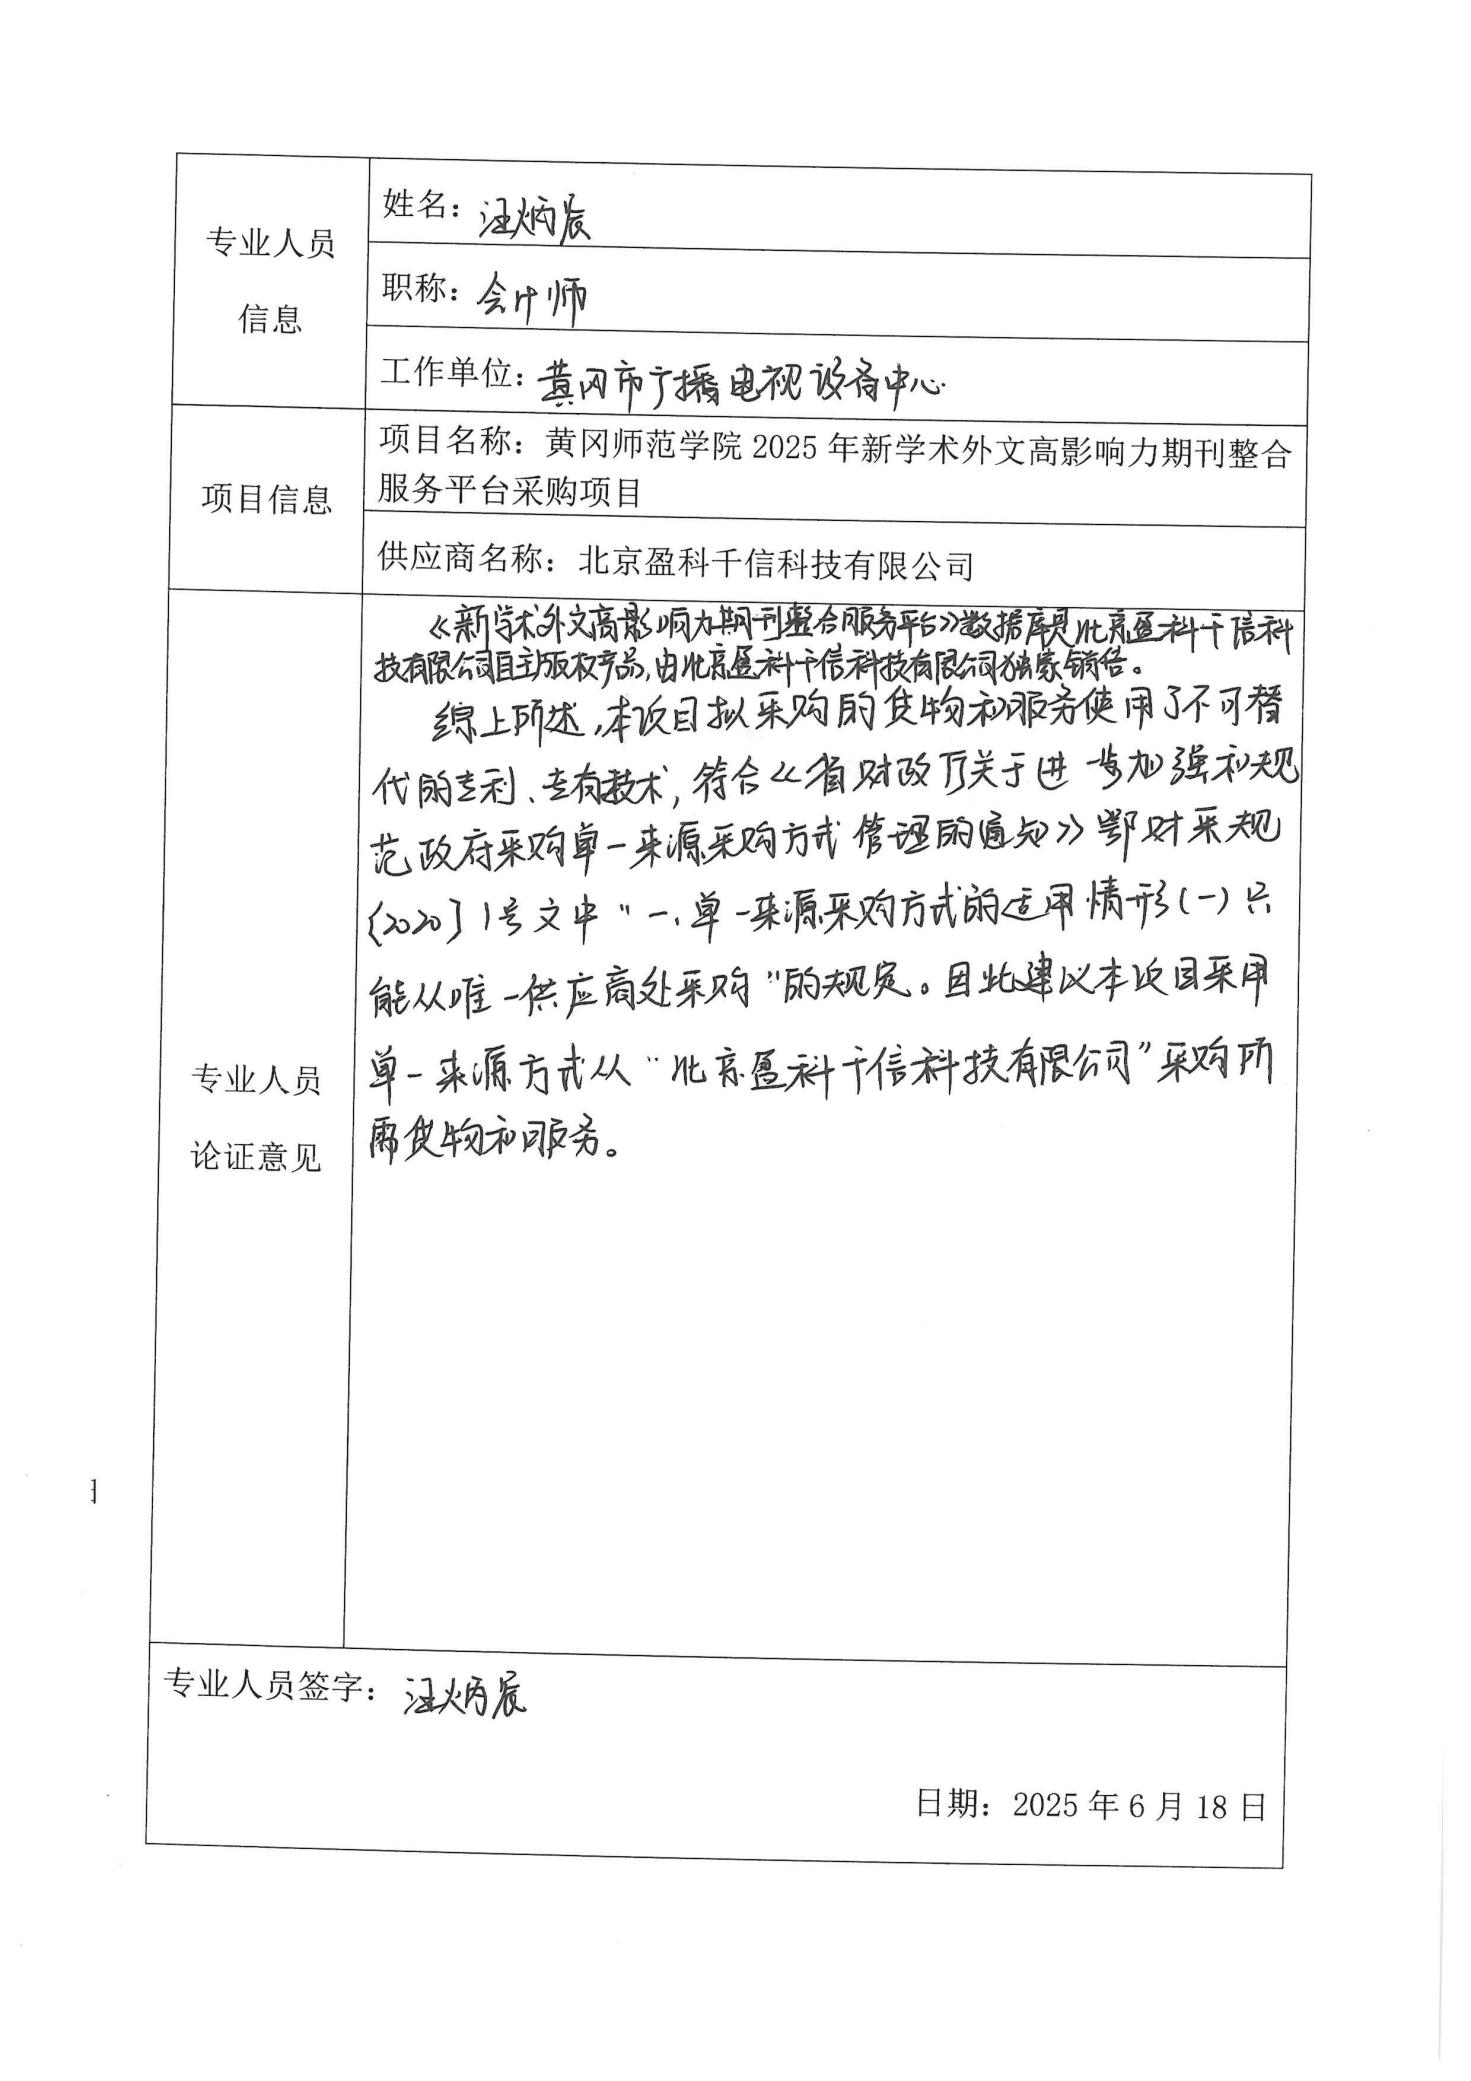 专业人员
信息
姓名：汪炳辰
职称：会计师
工作单位：黄冈市广播电视设备中心
项目信息
项目名称：黄冈师范学院 2025 年新学术外文高影响力期刊整合
服务平台采购项目
供应商名称：北京盈科千信科技有限公司
专业人员
论证意见
《新学术外文高影响力期刊整合服务平台》数据库是北京盈科千信科
技有限公司自主版权产品,由北京盈科千信科技有限公司独家销售。
综上所述,本项目拟采购的货物和服务使用了不可替
代的专利、专有技术,符合《省财政厅关于进一步加强和规
范政府采购单一来源采购方式管理的通知》鄂财采规
〔2020〕1号文中“一、单一来源采购方式的适用情形(一)只
能从唯一供应商处采购”的规定。因此建议本项目采用
单一来源方式从“北京盈科千信科技有限公司”采购所
需货物和服务。
专业人员签字：汪炳辰
日期：2025 年 6 月 18 日